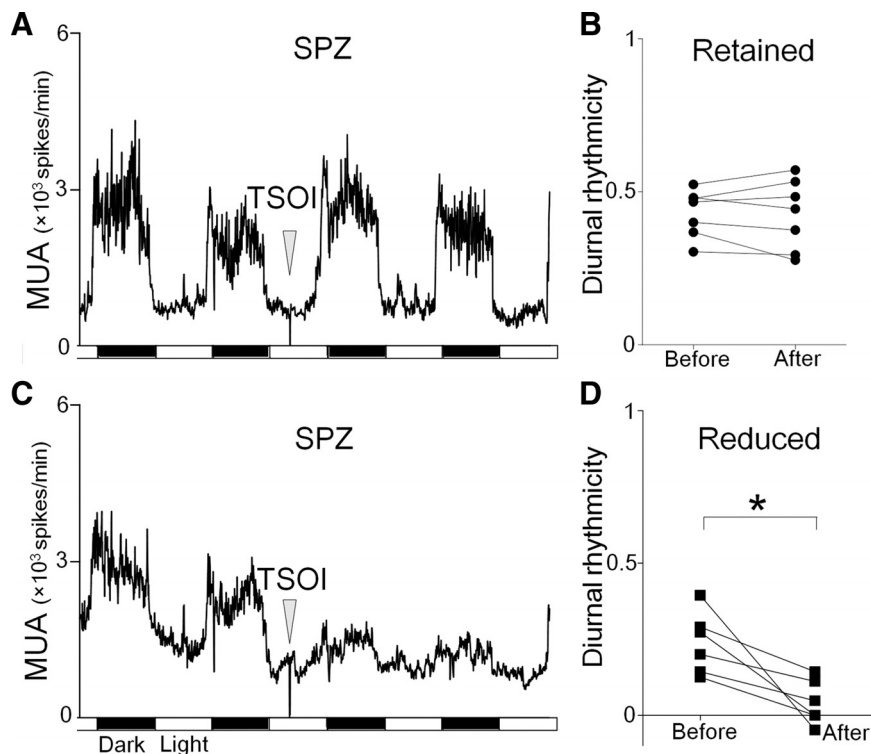 A
6
SPZ
TSOI
3
0
MUA (×10³ spikes/min)
B
1
Retained
0.5
0
Diurnal rhythmicity
Before
After
C
6
SPZ
TSOI
3
0
MUA (×10³ spikes/min)
Dark
Light
D
1
Reduced
*
0.5
0
Diurnal rhythmicity
Before
After